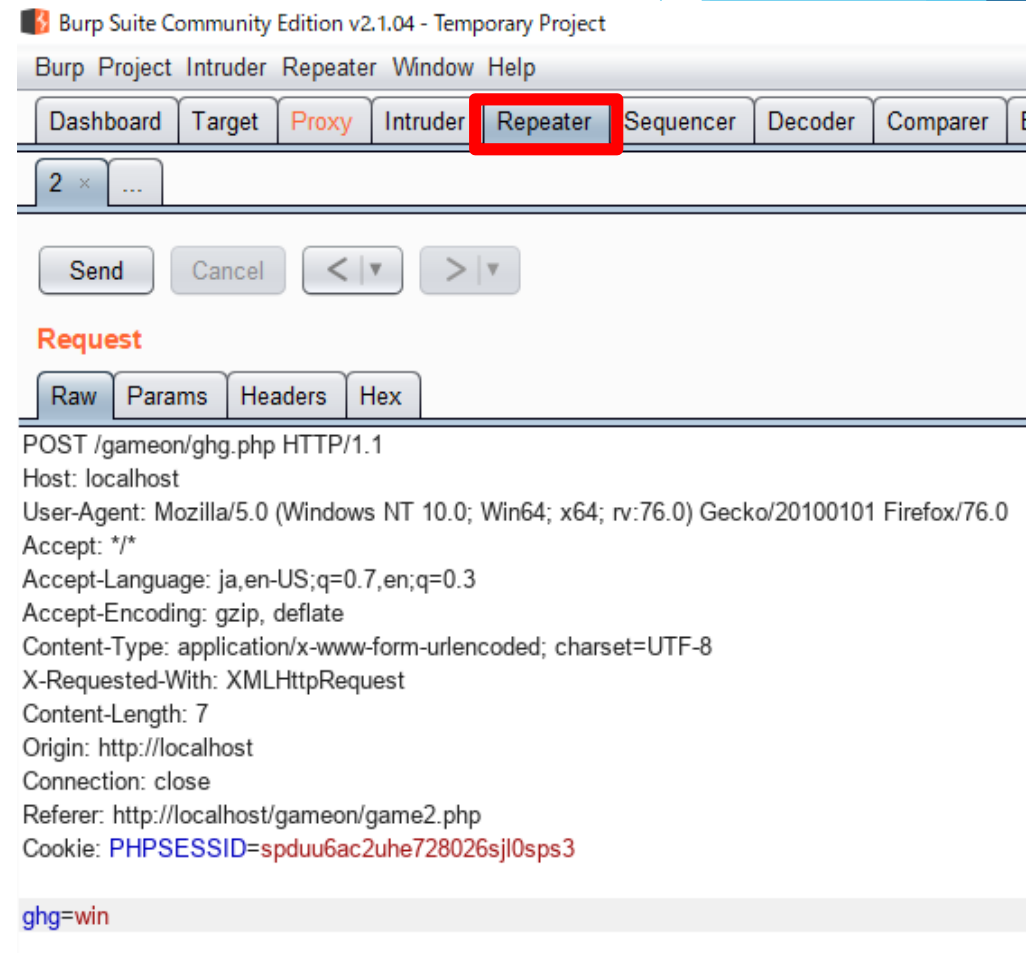 Burp Suite Community Edition v2.1.04 - Temporary Project
Burp Project Intruder Repeater Window Help
Dashboard Target Proxy Intruder Repeater Sequencer Decoder Comparer
2 × ...
Send Cancel < ▼ > ▼
Request
Raw Params Headers Hex
POST /gameon/ghg.php HTTP/1.1
Host: localhost
User-Agent: Mozilla/5.0 (Windows NT 10.0; Win64; x64; rv:76.0) Gecko/20100101 Firefox/76.0
Accept: */*
Accept-Language: ja,en-US;q=0.7,en;q=0.3
Accept-Encoding: gzip, deflate
Content-Type: application/x-www-form-urlencoded; charset=UTF-8
X-Requested-With: XMLHttpRequest
Content-Length: 7
Origin: http://localhost
Connection: close
Referer: http://localhost/gameon/game2.php
Cookie: PHPSESSID=spduu6ac2uhe728026sjl0sps3
ghg=win